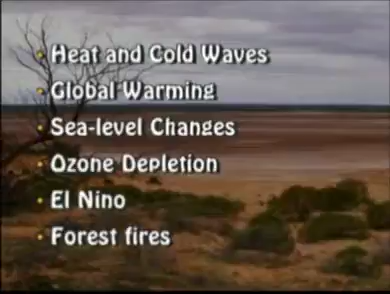 • Heat and Cold Waves
• Global Warming
• Sea-level Changes
• Ozone Depletion
• El Nino
• Forest fires